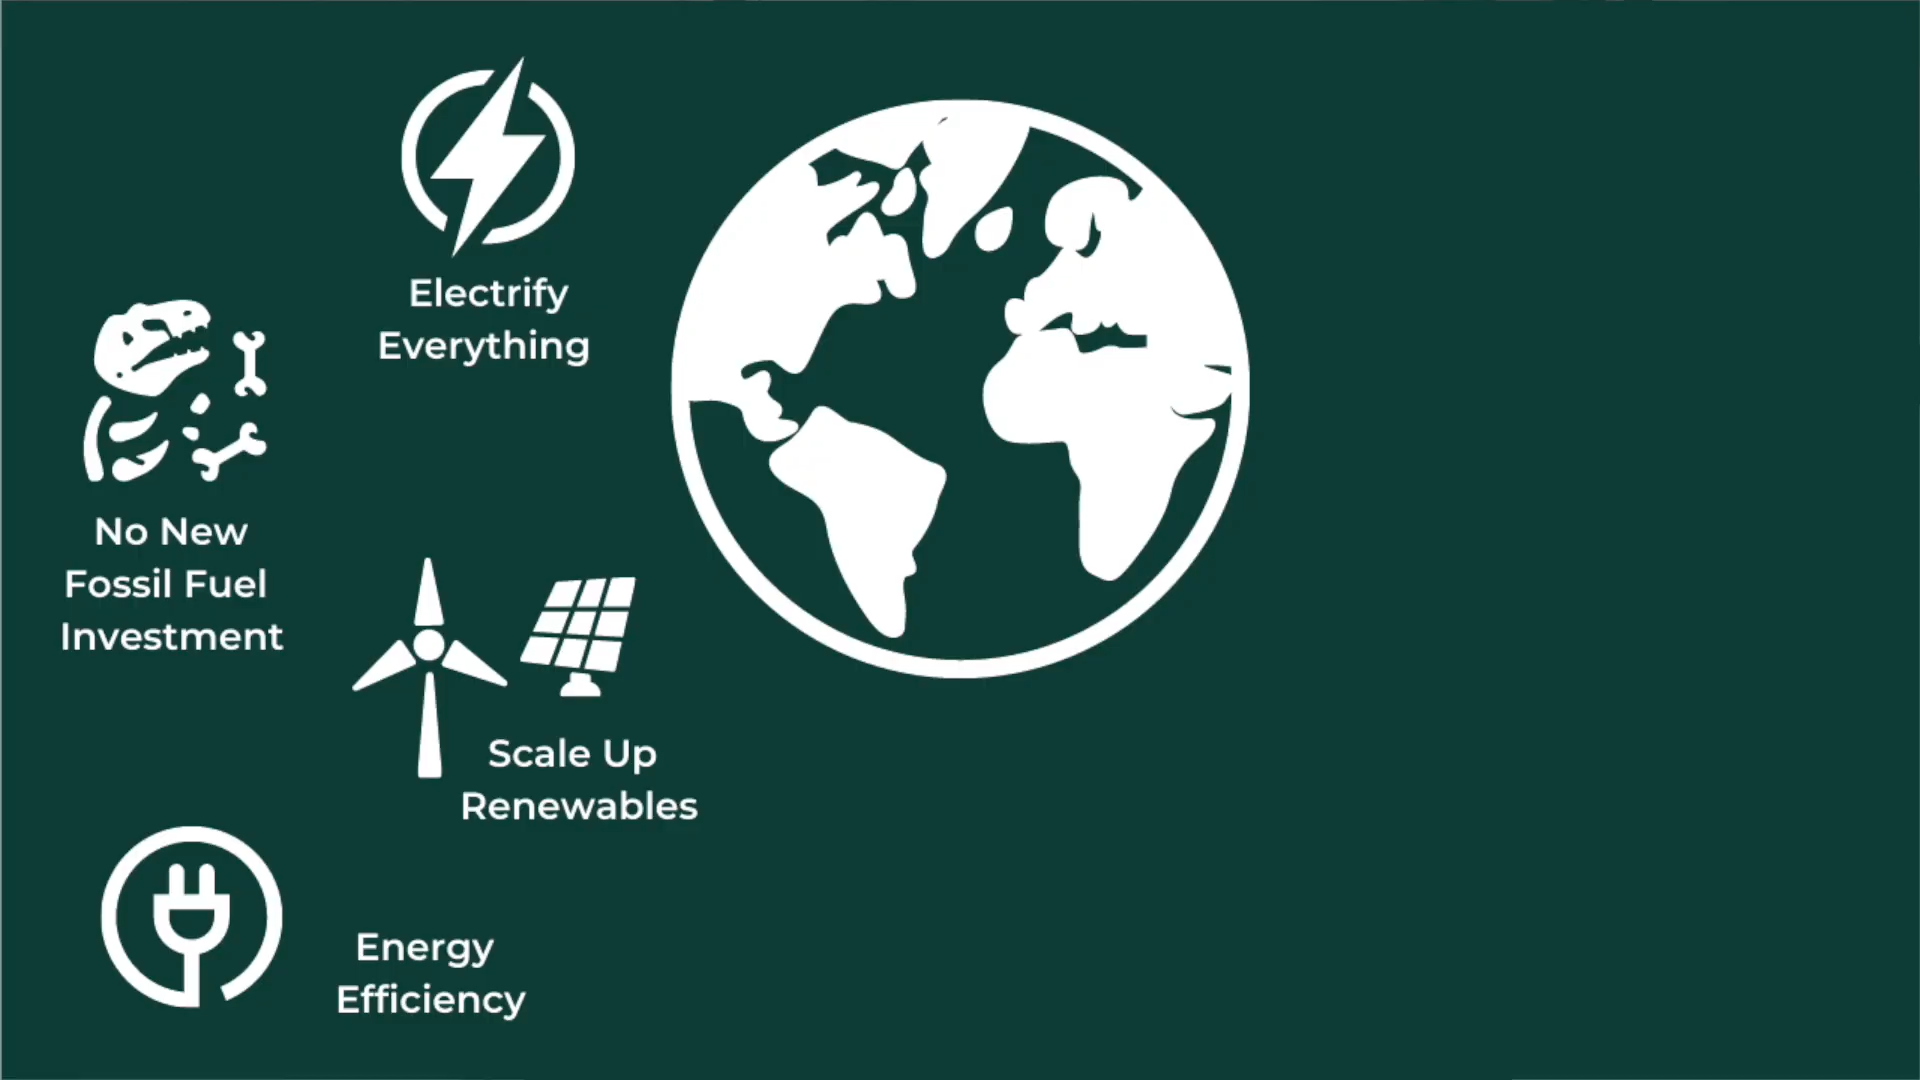 Electrify
Everything
No New
Fossil Fuel
Investment
Scale Up
Renewables
Energy
Efficiency